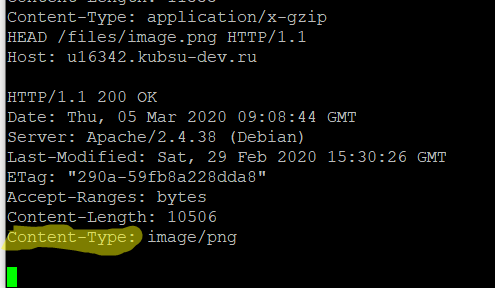 Content-Type: application/x-gzip
HEAD /files/image.png HTTP/1.1
Host: u16342.kubsu-dev.ru
HTTP/1.1 200 OK
Date: Thu, 05 Mar 2020 09:08:44 GMT
Server: Apache/2.4.38 (Debian)
Last-Modified: Sat, 29 Feb 2020 15:30:26 GMT
ETag: "290a-59fb8a228dda8"
Accept-Ranges: bytes
Content-Length: 10506
Content-Type: image/png